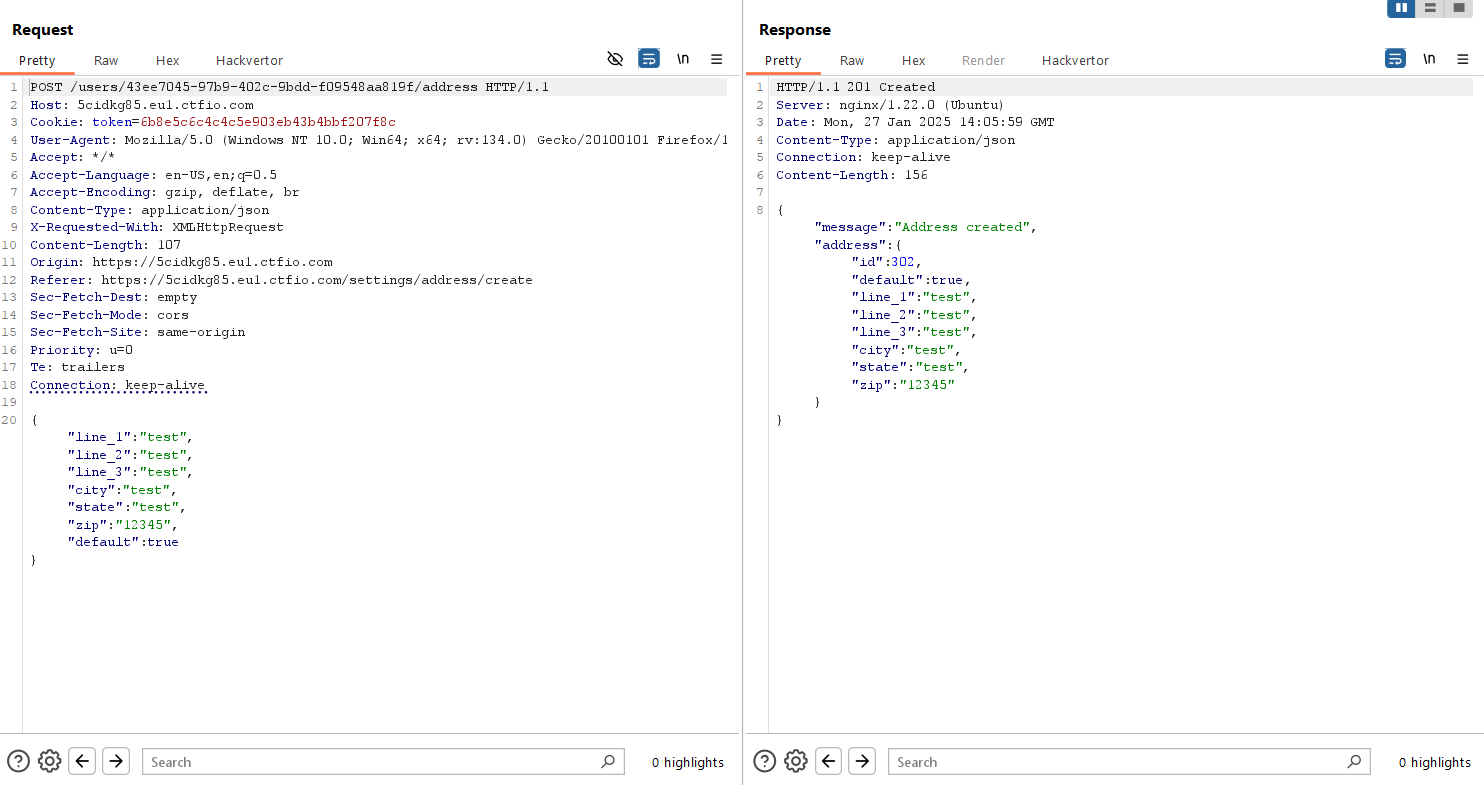 Request
Pretty Raw Hex Hackvertor \n
1 POST /users/43ee7045-97b9-402c-9bdd-f09548aa819f/address HTTP/1.1
2 Host: 5cidkg85.eu1.ctfio.com
3 Cookie: token=6b8e5c6c4c4c5e903eb43b4bbf207f8c
4 User-Agent: Mozilla/5.0 (Windows NT 10.0; Win64; x64; rv:134.0) Gecko/20100101 Firefox/1
5 Accept: */*
6 Accept-Language: en-US,en;q=0.5
7 Accept-Encoding: gzip, deflate, br
8 Content-Type: application/json
9 X-Requested-With: XMLHttpRequest
10 Content-Length: 107
11 Origin: https://5cidkg85.eu1.ctfio.com
12 Referer: https://5cidkg85.eu1.ctfio.com/settings/address/create
13 Sec-Fetch-Dest: empty
14 Sec-Fetch-Mode: cors
15 Sec-Fetch-Site: same-origin
16 Priority: u=0
17 Te: trailers
18 Connection: keep-alive
19
20 {
"line_1":"test",
"line_2":"test",
"line_3":"test",
"city":"test",
"state":"test",
"zip":"12345",
"default":true
}
Search 0 highlights
Response
Pretty Raw Hex Render Hackvertor \n
1 HTTP/1.1 201 Created
2 Server: nginx/1.22.0 (Ubuntu)
3 Date: Mon, 27 Jan 2025 14:05:59 GMT
4 Content-Type: application/json
5 Connection: keep-alive
6 Content-Length: 156
7
8 {
"message":"Address created",
"address":{
"id":302,
"default":true,
"line_1":"test",
"line_2":"test",
"line_3":"test",
"city":"test",
"state":"test",
"zip":"12345"
}
}
Search 0 highlights